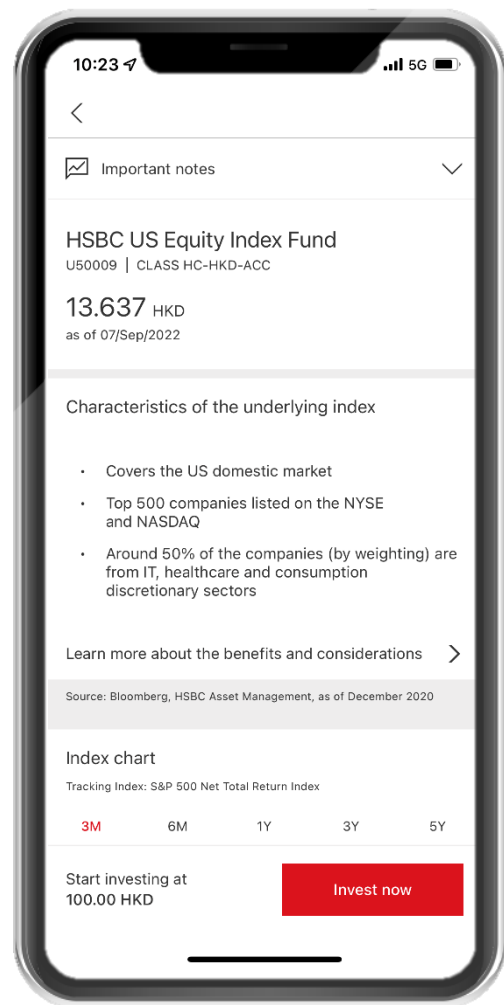 10:23
5G
Important notes
HSBC US Equity Index Fund
U50009 | CLASS HC-HKD-ACC
13.637 HKD
as of 07/Sep/2022
Characteristics of the underlying index
• Covers the US domestic market
• Top 500 companies listed on the NYSE
and NASDAQ
• Around 50% of the companies (by weighting) are
from IT, healthcare and consumption
discretionary sectors
Learn more about the benefits and considerations
Source: Bloomberg, HSBC Asset Management, as of December 2020
Index chart
Tracking Index: S&P 500 Net Total Return Index
3M 6M 1Y 3Y 5Y
Start investing at
100.00 HKD
Invest now